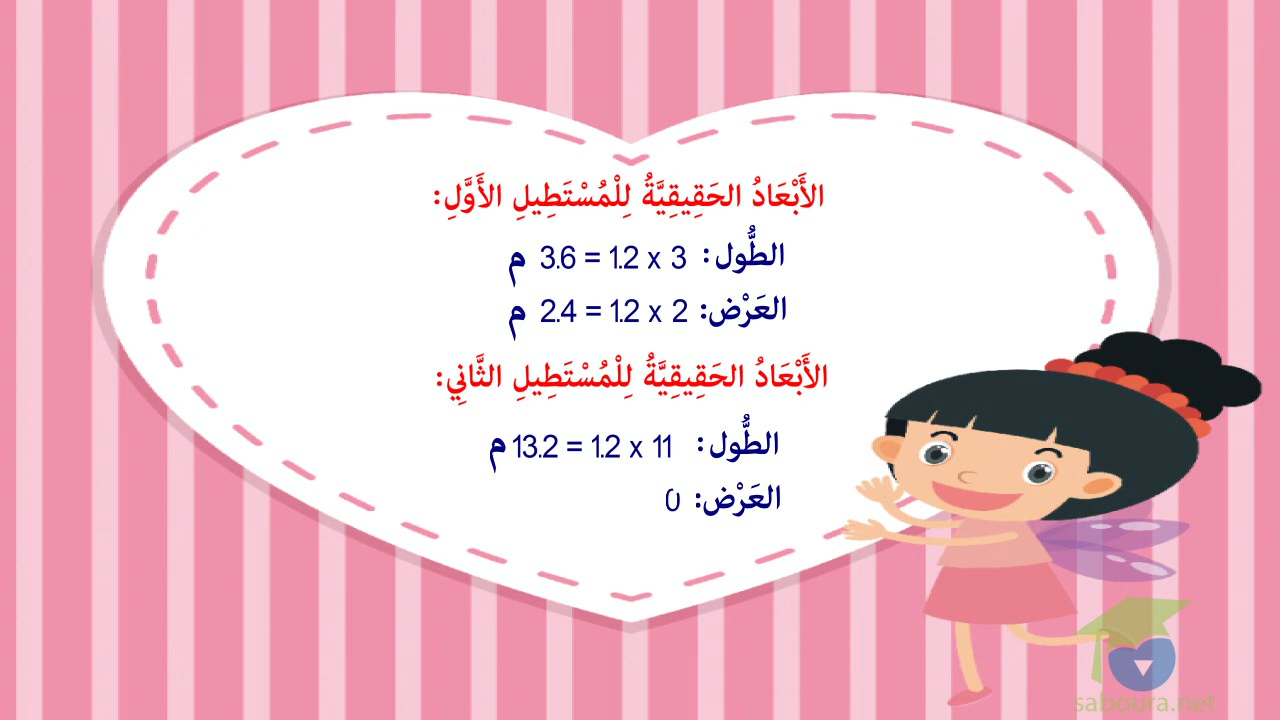 الأَبْعَادُ الحَقِيقِيَّةُ لِلْمُسْتَطِيلِ الأَوَّلِ:
الطُّول: 3 x 1.2 = 3.6 م
العَرْض: 2 x 1.2 = 2.4 م
الأَبْعَادُ الحَقِيقِيَّةُ لِلْمُسْتَطِيلِ الثَّانِي:
الطُّول: 11 x 1.2 = 13.2 م
العَرْض: 0
saboura.net